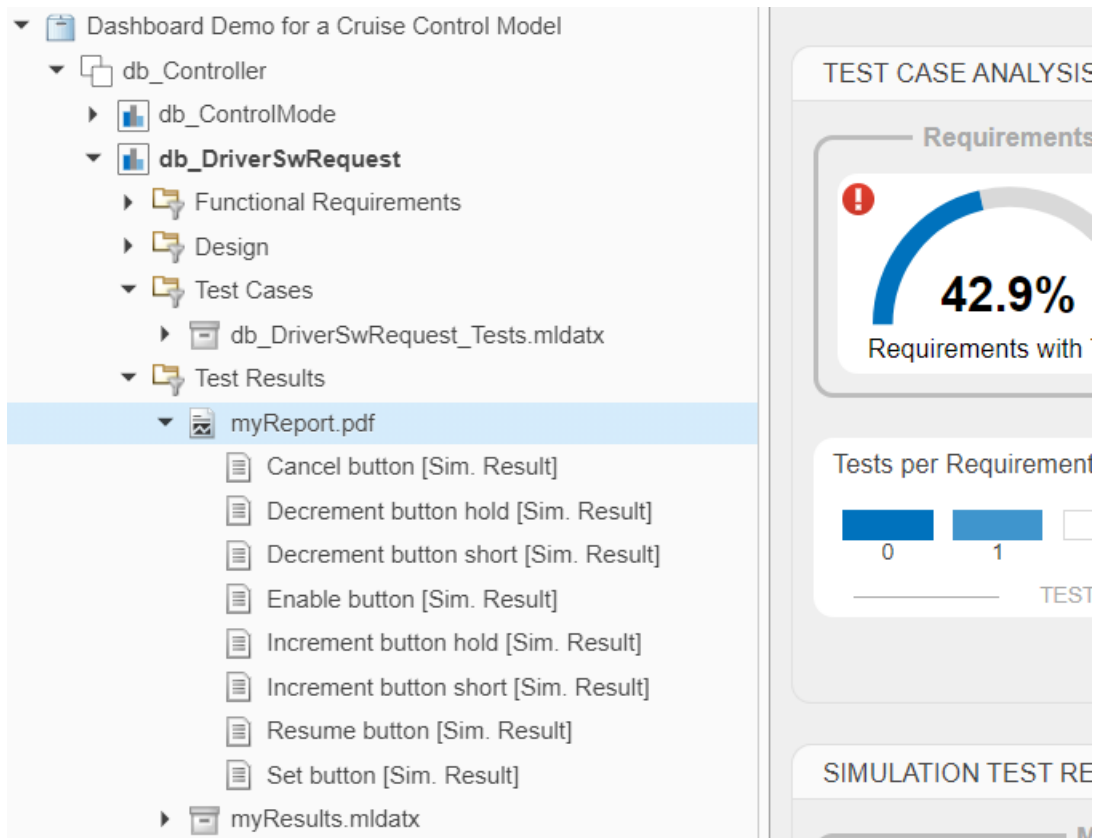 Dashboard Demo for a Cruise Control Model
db_Controller
db_ControlMode
db_DriverSwRequest
Functional Requirements
Design
Test Cases
db_DriverSwRequest_Tests.mldatx
Test Results
myReport.pdf
Cancel button [Sim. Result]
Decrement button hold [Sim. Result]
Decrement button short [Sim. Result]
Enable button [Sim. Result]
Increment button hold [Sim. Result]
Increment button short [Sim. Result]
Resume button [Sim. Result]
Set button [Sim. Result]
myResults.mldatx
TEST CASE ANALYSIS
Requirements
42.9%
Requirements with
Tests per Requirement
0 1
TEST
SIMULATION TEST RE